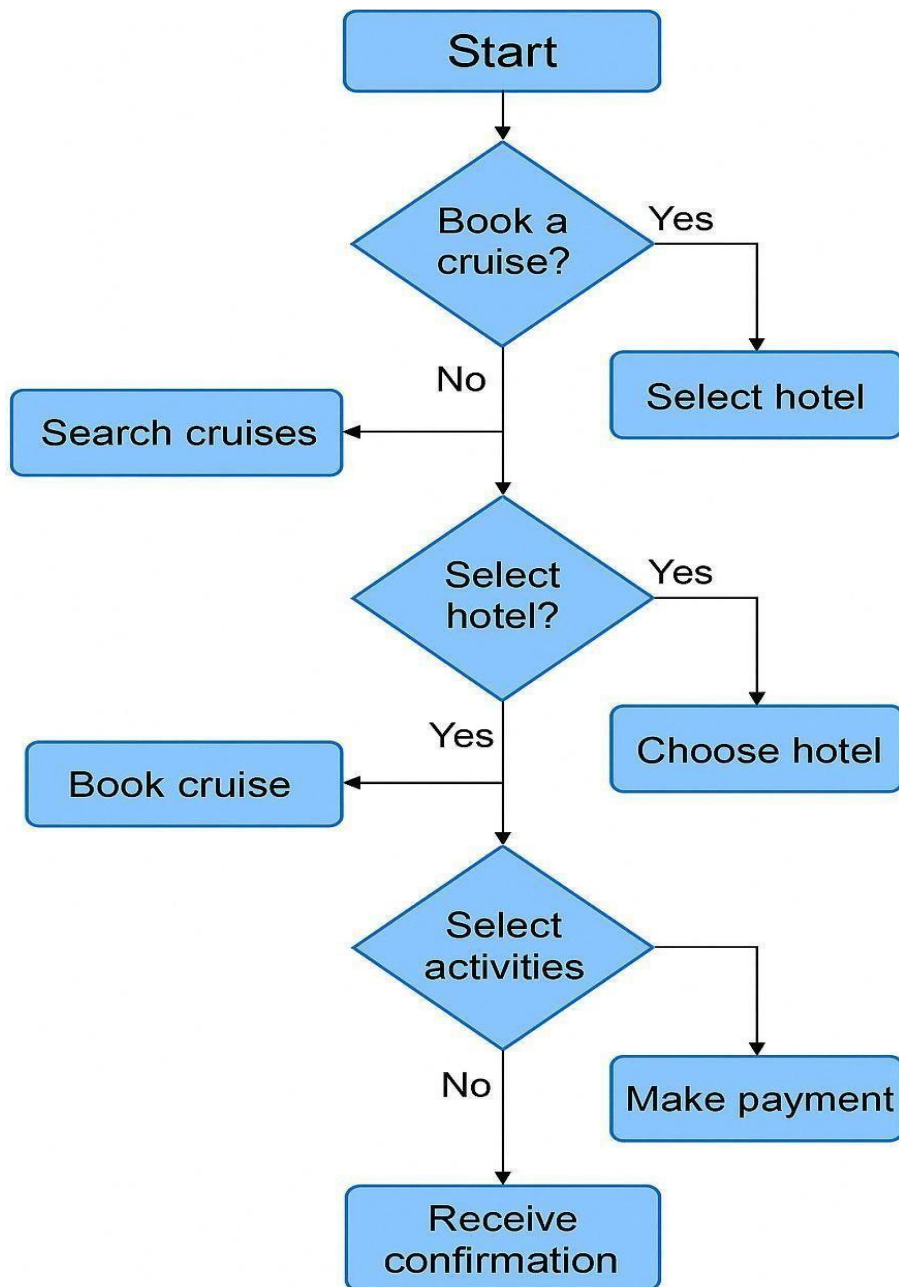 Start
Book a
cruise?
Yes
No
Select hotel
Search cruises
Select
hotel?
Yes
Yes
Choose hotel
Book cruise
Select
activities
No
Make payment
Receive
confirmation